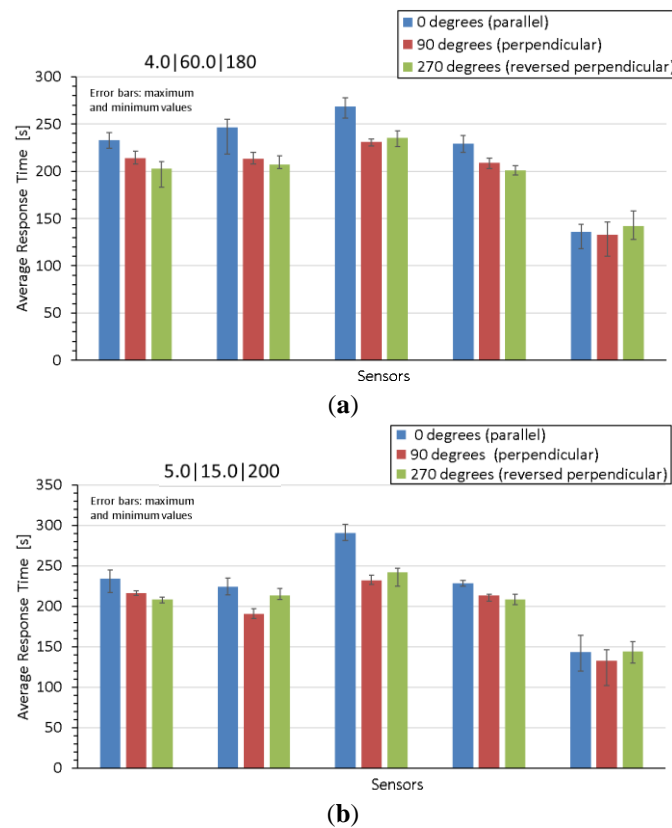 0 degrees (parallel)
90 degrees (perpendicular)
270 degrees (reversed perpendicular)
4.0|60.0|180
Error bars: maximum
and minimum values
Average Response Time [s]
300
250
200
150
100
50
0
Sensors
(a)
0 degrees (parallel)
90 degrees (perpendicular)
270 degrees (reversed perpendicular)
5.0|15.0|200
Error bars: maximum
and minimum values
Average Response Time [s]
350
300
250
200
150
100
50
0
Sensors
(b)